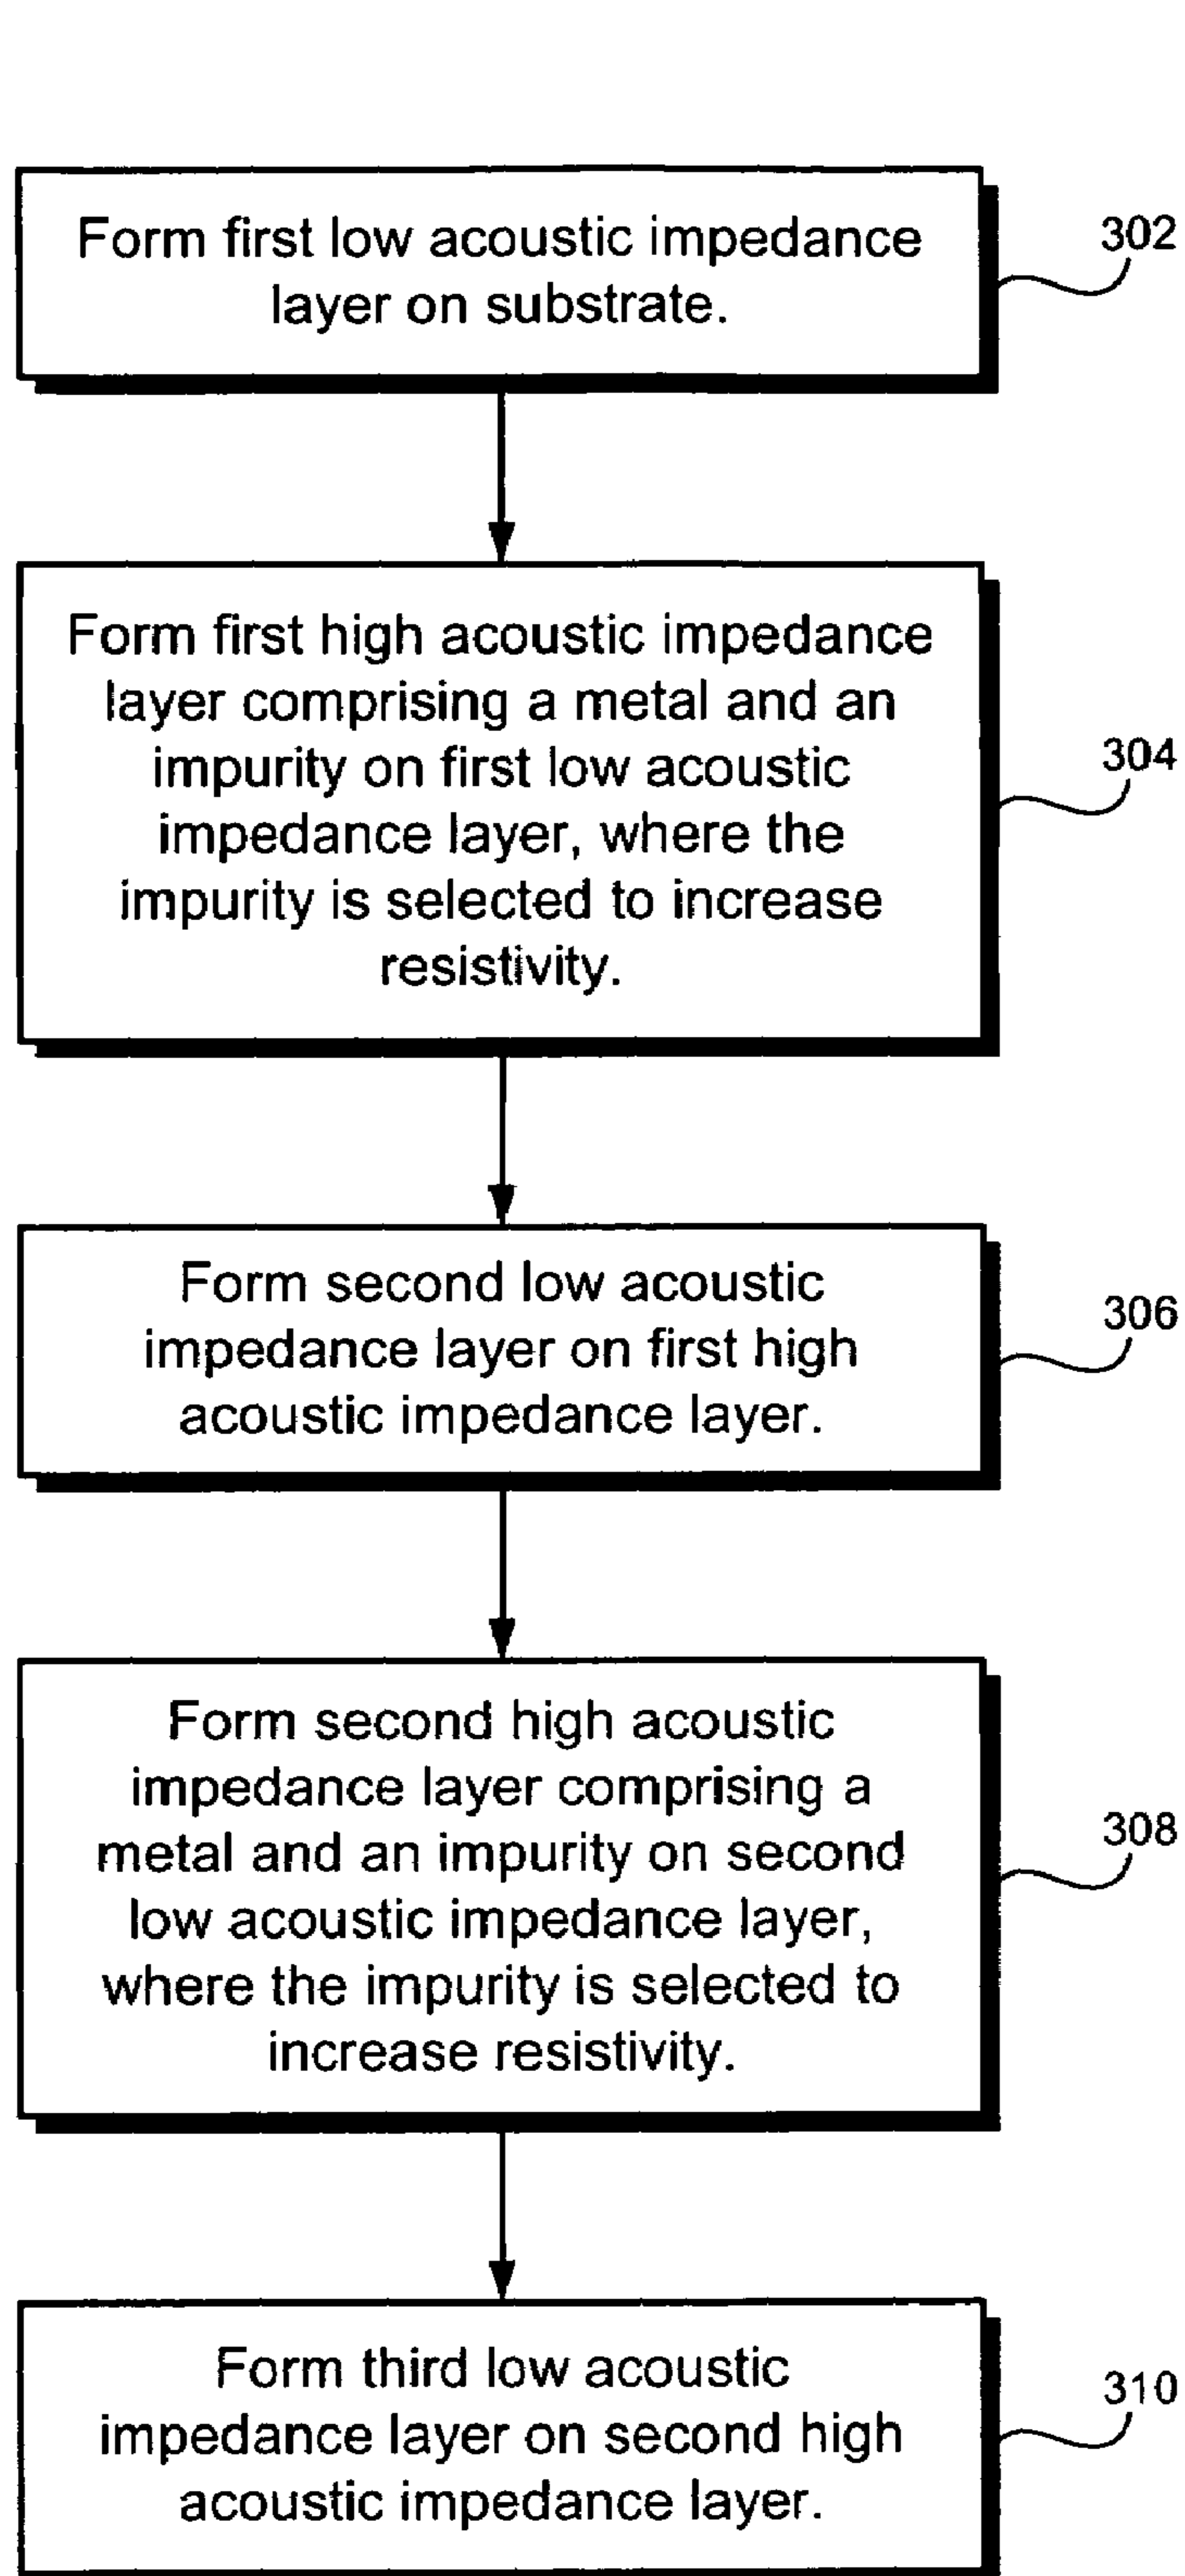 Form first low acoustic impedance
layer on substrate.
302
Form first high acoustic impedance
layer comprising a metal and an
impurity on first low acoustic
impedance layer, where the
impurity is selected to increase
resistivity.
304
Form second low acoustic
impedance layer on first high
acoustic impedance layer.
306
Form second high acoustic
impedance layer comprising a
metal and an impurity on second
low acoustic impedance layer,
where the impurity is selected to
increase resistivity.
308
Form third low acoustic
impedance layer on second high
acoustic impedance layer.
310